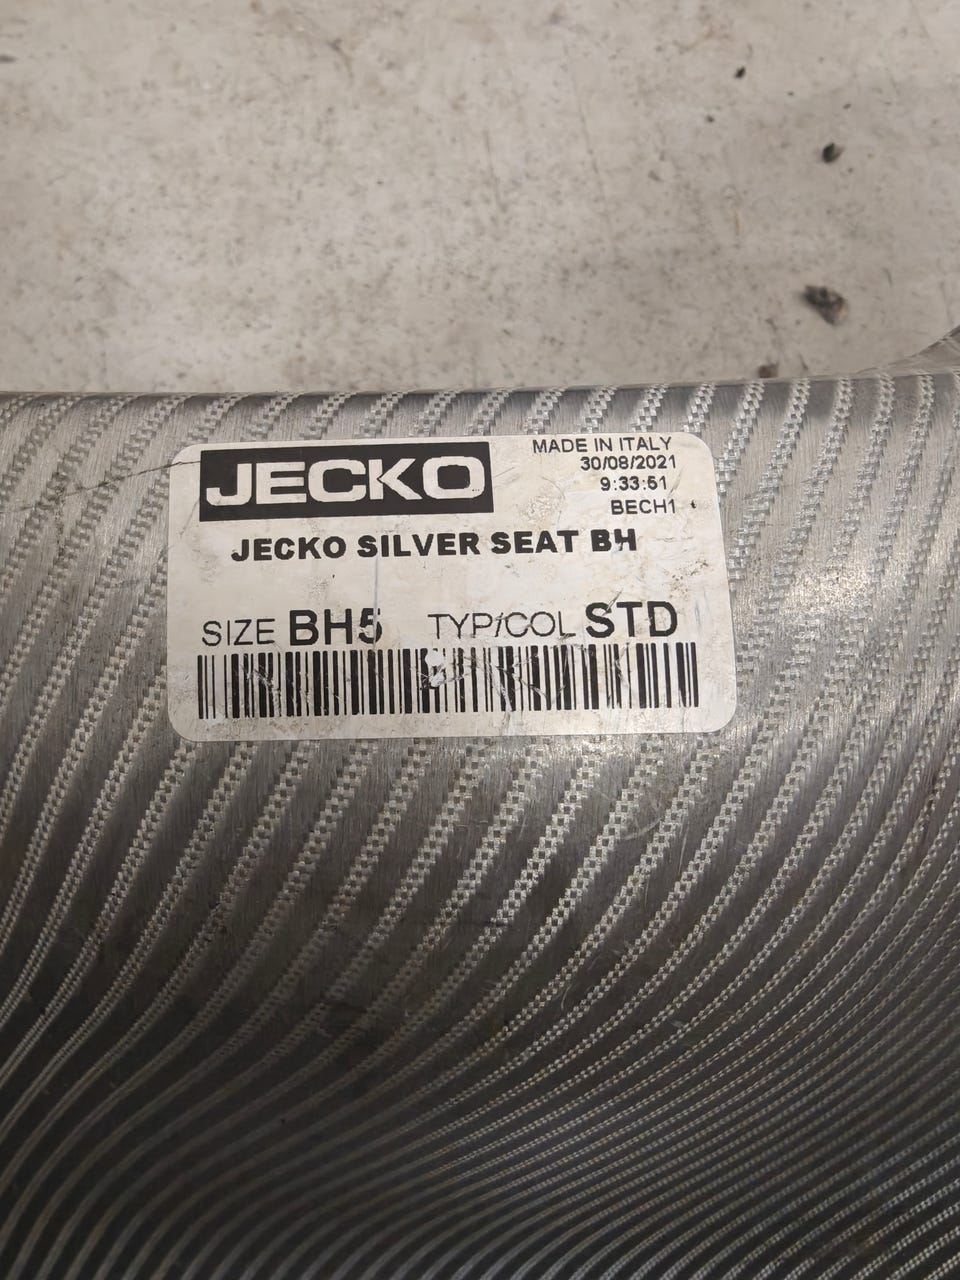 JECKO
MADE IN ITALY
30/08/2021
9:33:51
BECH1
JECKO SILVER SEAT BH
SIZE BH5 TYP/COL STD